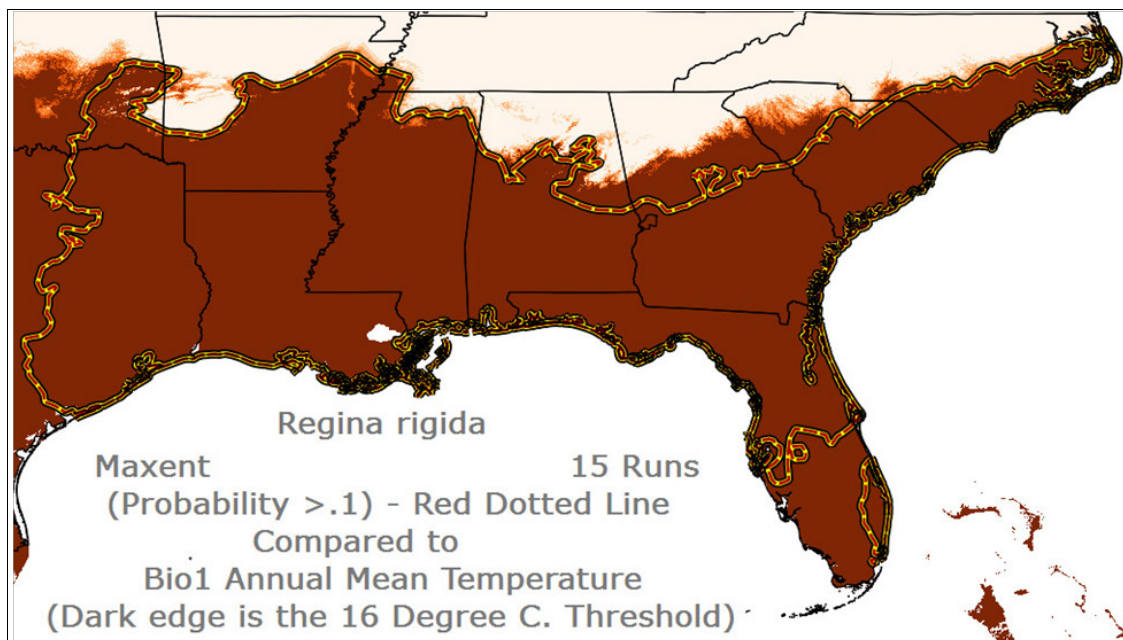 Regina rigida
Maxent 15 Runs
(Probability >.1) - Red Dotted Line
Compared to
Bio1 Annual Mean Temperature
(Dark edge is the 16 Degree C. Threshold)